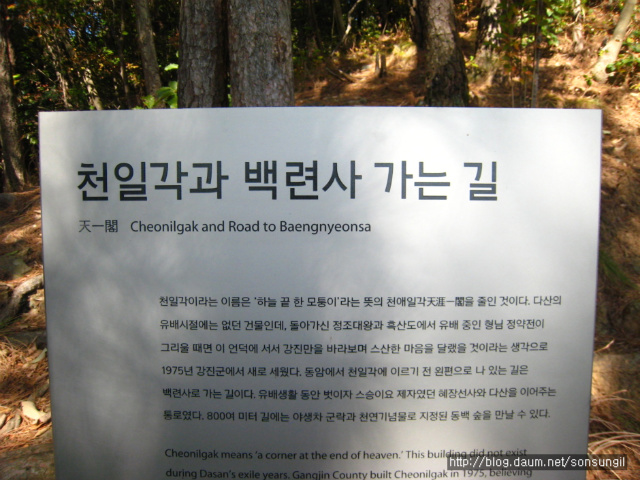 천일각과 백련사 가는 길
天一閣 Cheonilgak and Road to Baengnyeonsa
천일각이라는 이름은 '하늘 끝 한 모퉁이'라는 뜻의 천애일각天涯一閣을 줄인 것이다. 다산의
유배시절에는 없던 건물인데, 돌아가신 정조대왕과 흑산도에서 유배 중인 형님 정약전이
그리울 때면 이 언덕에 서서 강진만을 바라보며 스산한 마음을 달랬을 것이라는 생각으로
1975년 강진군에서 새로 세웠다. 동암에서 천일각에 이르기 전 왼편으로 나 있는 길은
백련사로 가는 길이다. 유배생활 동안 벗이자 스승이요 제자였던 혜장선사와 다산을 이어주는
통로였다. 800여 미터 길에는 야생차 군락과 천연기념물로 지정된 동백 숲을 만날 수 있다.
Cheonilgak means 'a corner at the end of heaven.' This building did not exist
during Dasan's exile years. Gangjin County built Cheonilgak in 1975, believing
http://blog.daum.net/sonsungil